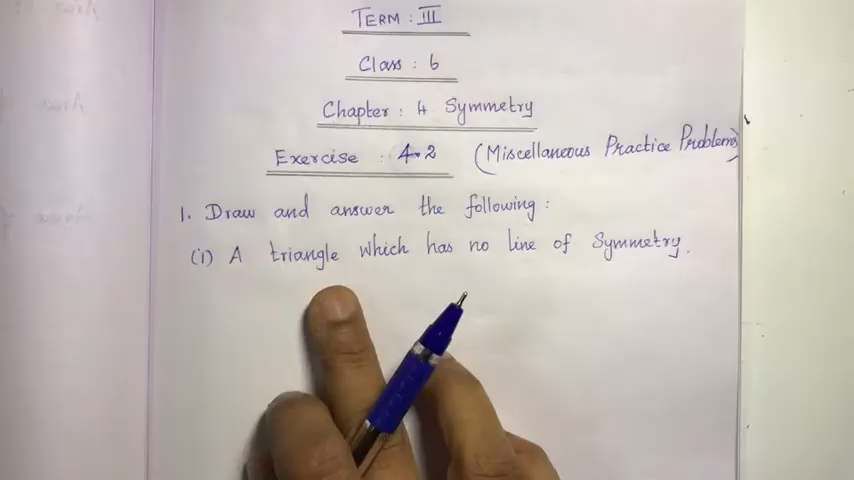 TERM : III
Class : 6
Chapter : 4 Symmetry
Exercise : 4.2 (Miscellaneous Practice Problems)
1. Draw and answer the following :
(i) A triangle which has no line of Symmetry.